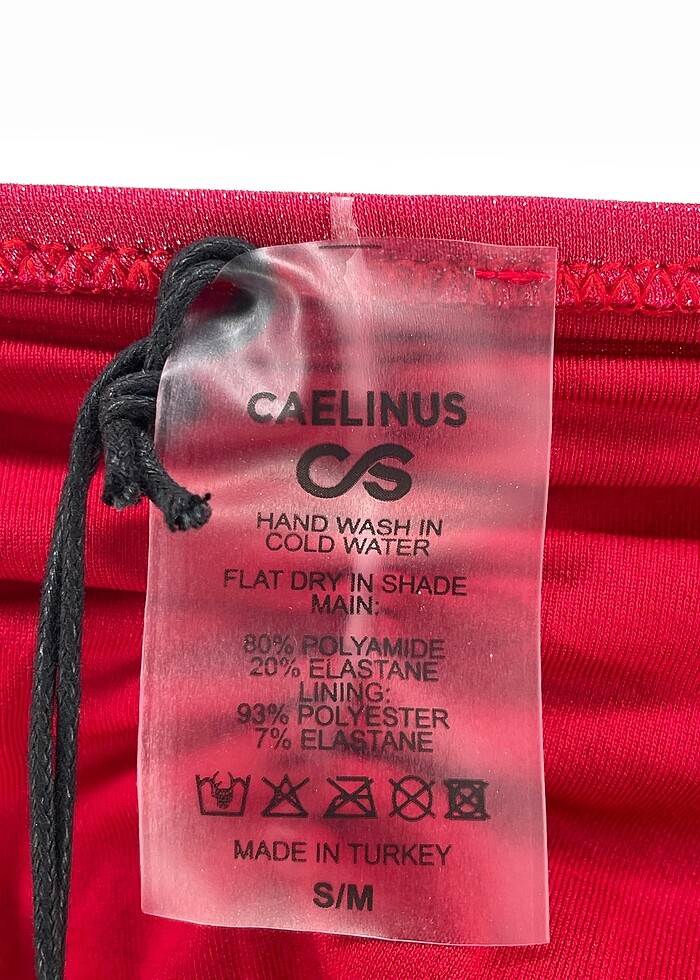 CAELINUS
CS
HAND WASH IN
COLD WATER
FLAT DRY IN SHADE
MAIN:
80% POLYAMIDE
20% ELASTANE
LINING:
93% POLYESTER
7% ELASTANE
MADE IN TURKEY
S/M